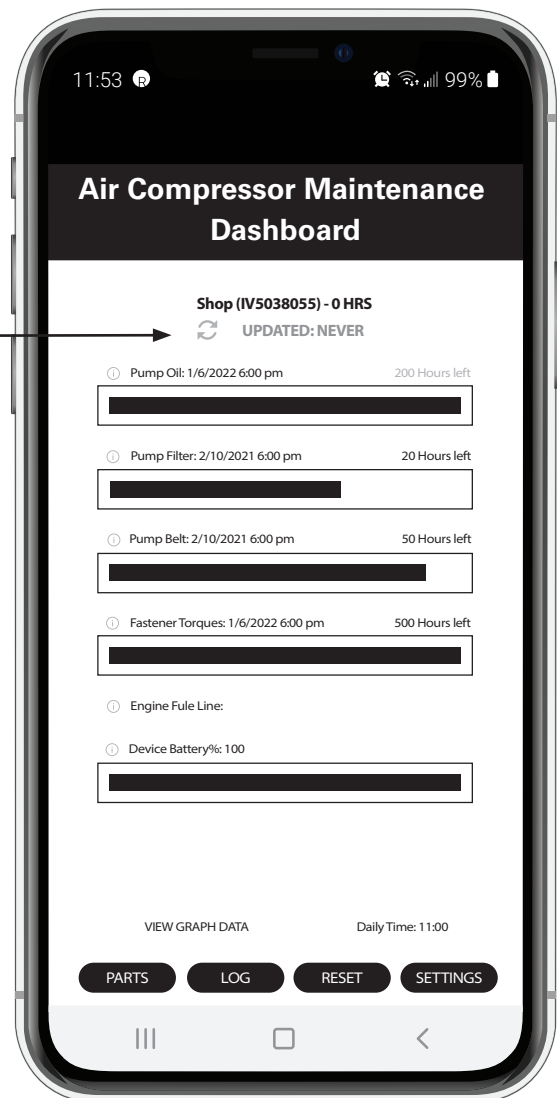 11:53 R 99%
Air Compressor Maintenance
Dashboard
Shop (IV5038055) - 0 HRS
UPDATED: NEVER
Pump Oil: 1/6/2022 6:00 pm 200 Hours left
Pump Filter: 2/10/2021 6:00 pm 20 Hours left
Pump Belt: 2/10/2021 6:00 pm 50 Hours left
Fastener Torques: 1/6/2022 6:00 pm 500 Hours left
Engine Fule Line:
Device Battery%: 100
VIEW GRAPH DATA Daily Time: 11:00
PARTS LOG RESET SETTINGS